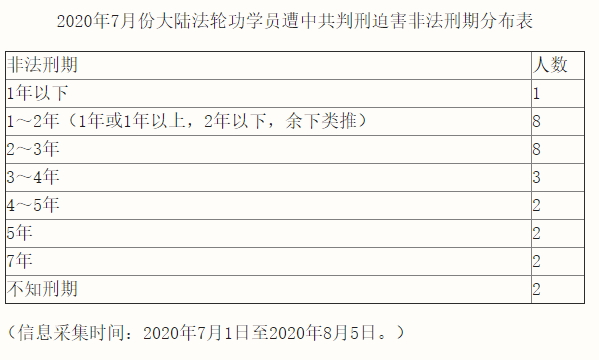 2020年7月份大陆法轮功学员遭中共判刑迫害非法刑期分布表
非法刑期 人数
1年以下 1
1～2年（1年或1年以上，2年以下，余下类推） 8
2～3年 8
3～4年 3
4～5年 2
5年 2
7年 2
不知刑期 2
（信息采集时间：2020年7月1日至2020年8月5日。）